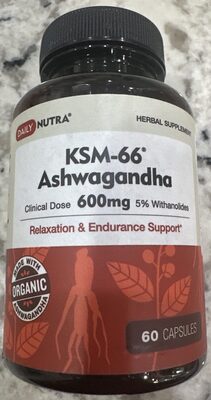 DAILY NUTRA®
HERBAL SUPPLEMENT
KSM-66®
Ashwagandha
Clinical Dose 600mg 5% Withanolides
Relaxation & Endurance Support*
MADE WITH
ORGANIC
ASHWAGANDHA
60 CAPSULES